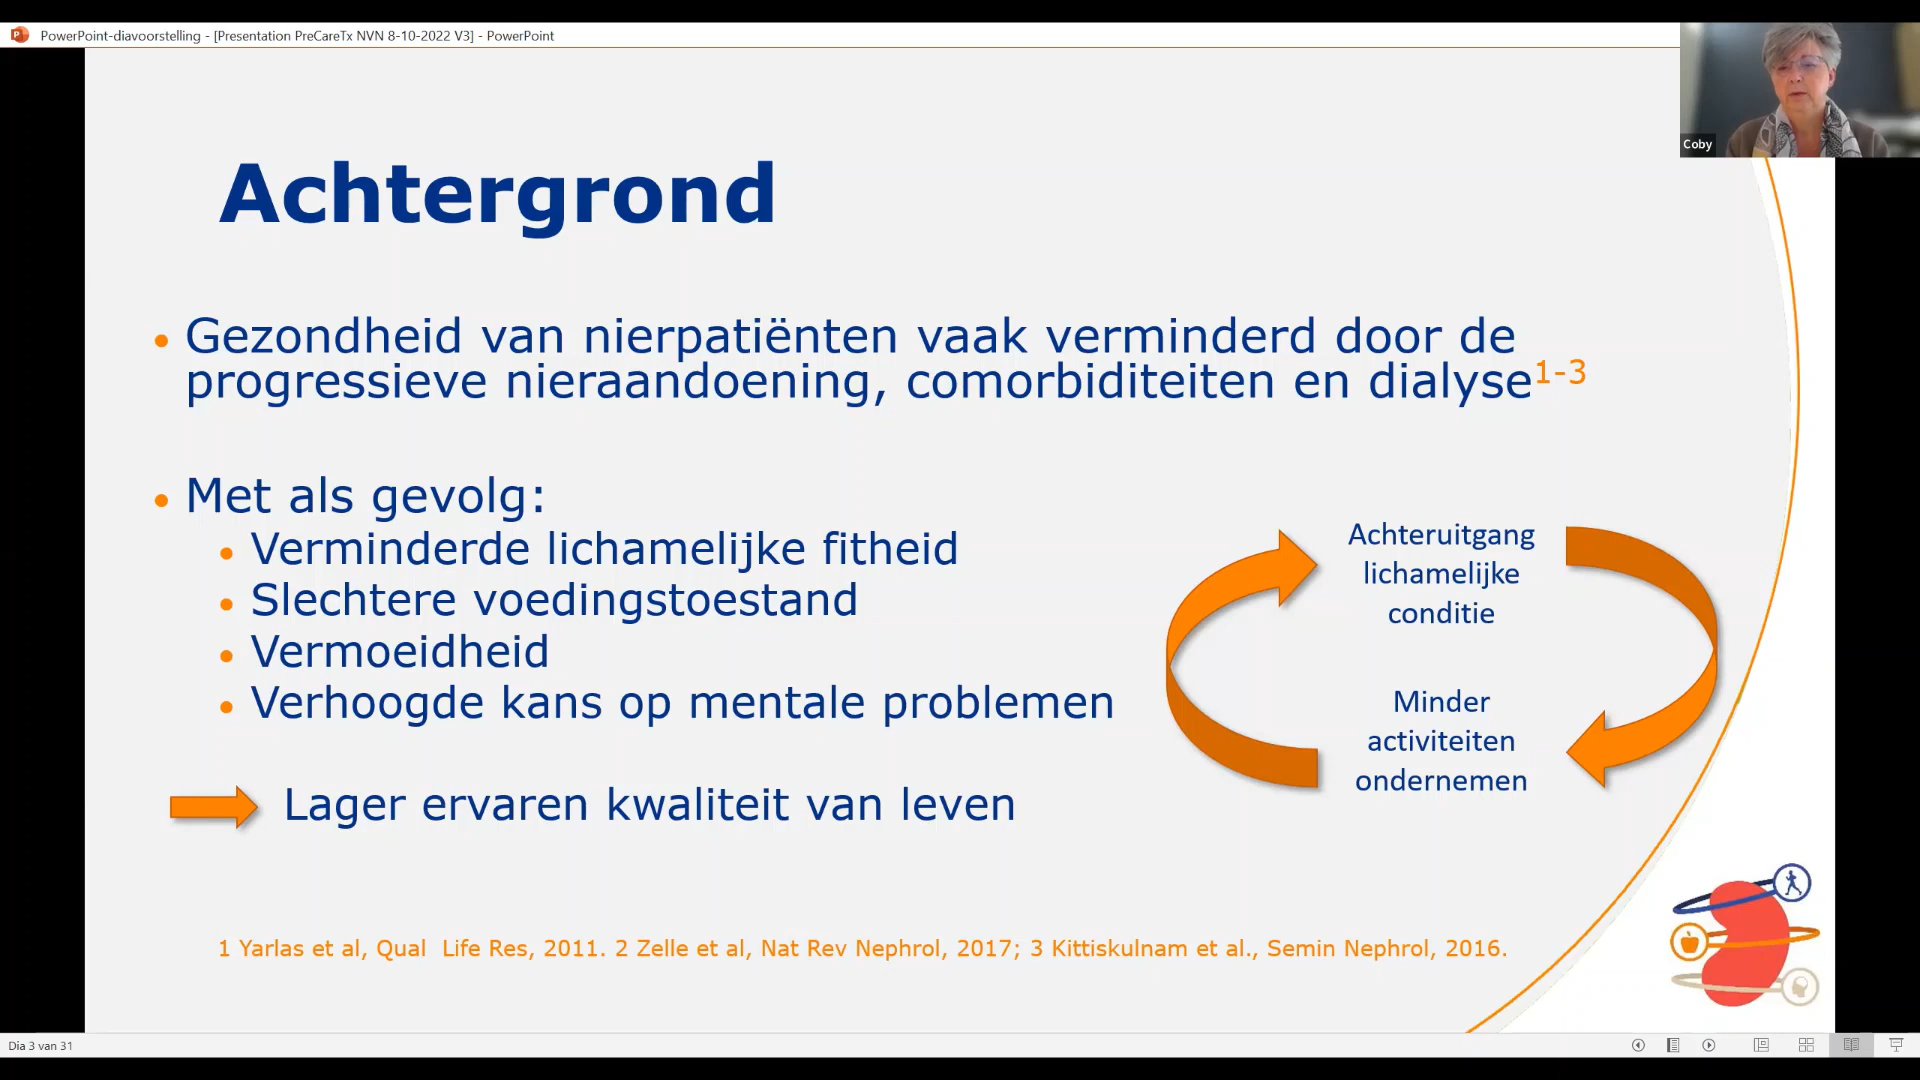 PowerPoint-diavoorstelling - [Presentation PreCareTx NVN 8-10-2022 V3] - PowerPoint
Coby
Achtergrond
• Gezondheid van nierpatiënten vaak verminderd door de
progressieve nieraandoening, comorbiditeiten en dialyse1-3
• Met als gevolg:
• Verminderde lichamelijke fitheid
• Slechtere voedingstoestand
• Vermoeidheid
• Verhoogde kans op mentale problemen
Lager ervaren kwaliteit van leven
Achteruitgang
lichamelijke
conditie
Minder
activiteiten
ondernemen
1 Yarlas et al, Qual  Life Res, 2011. 2 Zelle et al, Nat Rev Nephrol, 2017; 3 Kittiskulnam et al., Semin Nephrol, 2016.
Dia 3 van 31